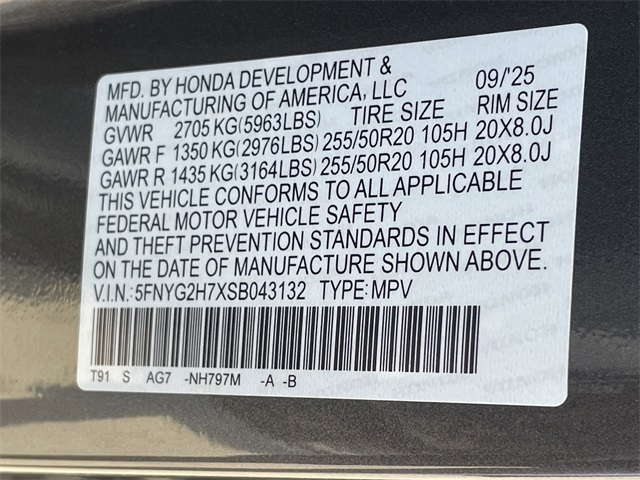 MFD. BY HONDA DEVELOPMENT &
MANUFACTURING OF AMERICA, LLC 09/'25
GVWR 2705 KG(5963LBS) TIRE SIZE RIM SIZE
GAWR F 1350 KG(2976LBS) 255/50R20 105H 20X8.0J
GAWR R 1435 KG(3164LBS) 255/50R20 105H 20X8.0J
THIS VEHICLE CONFORMS TO ALL APPLICABLE
FEDERAL MOTOR VEHICLE SAFETY
AND THEFT PREVENTION STANDARDS IN EFFECT
ON THE DATE OF MANUFACTURE SHOWN ABOVE.
V.I.N.: 5FNYG2H7XSB043132 TYPE: MPV
T91 S AG7 -NH797M -A -B